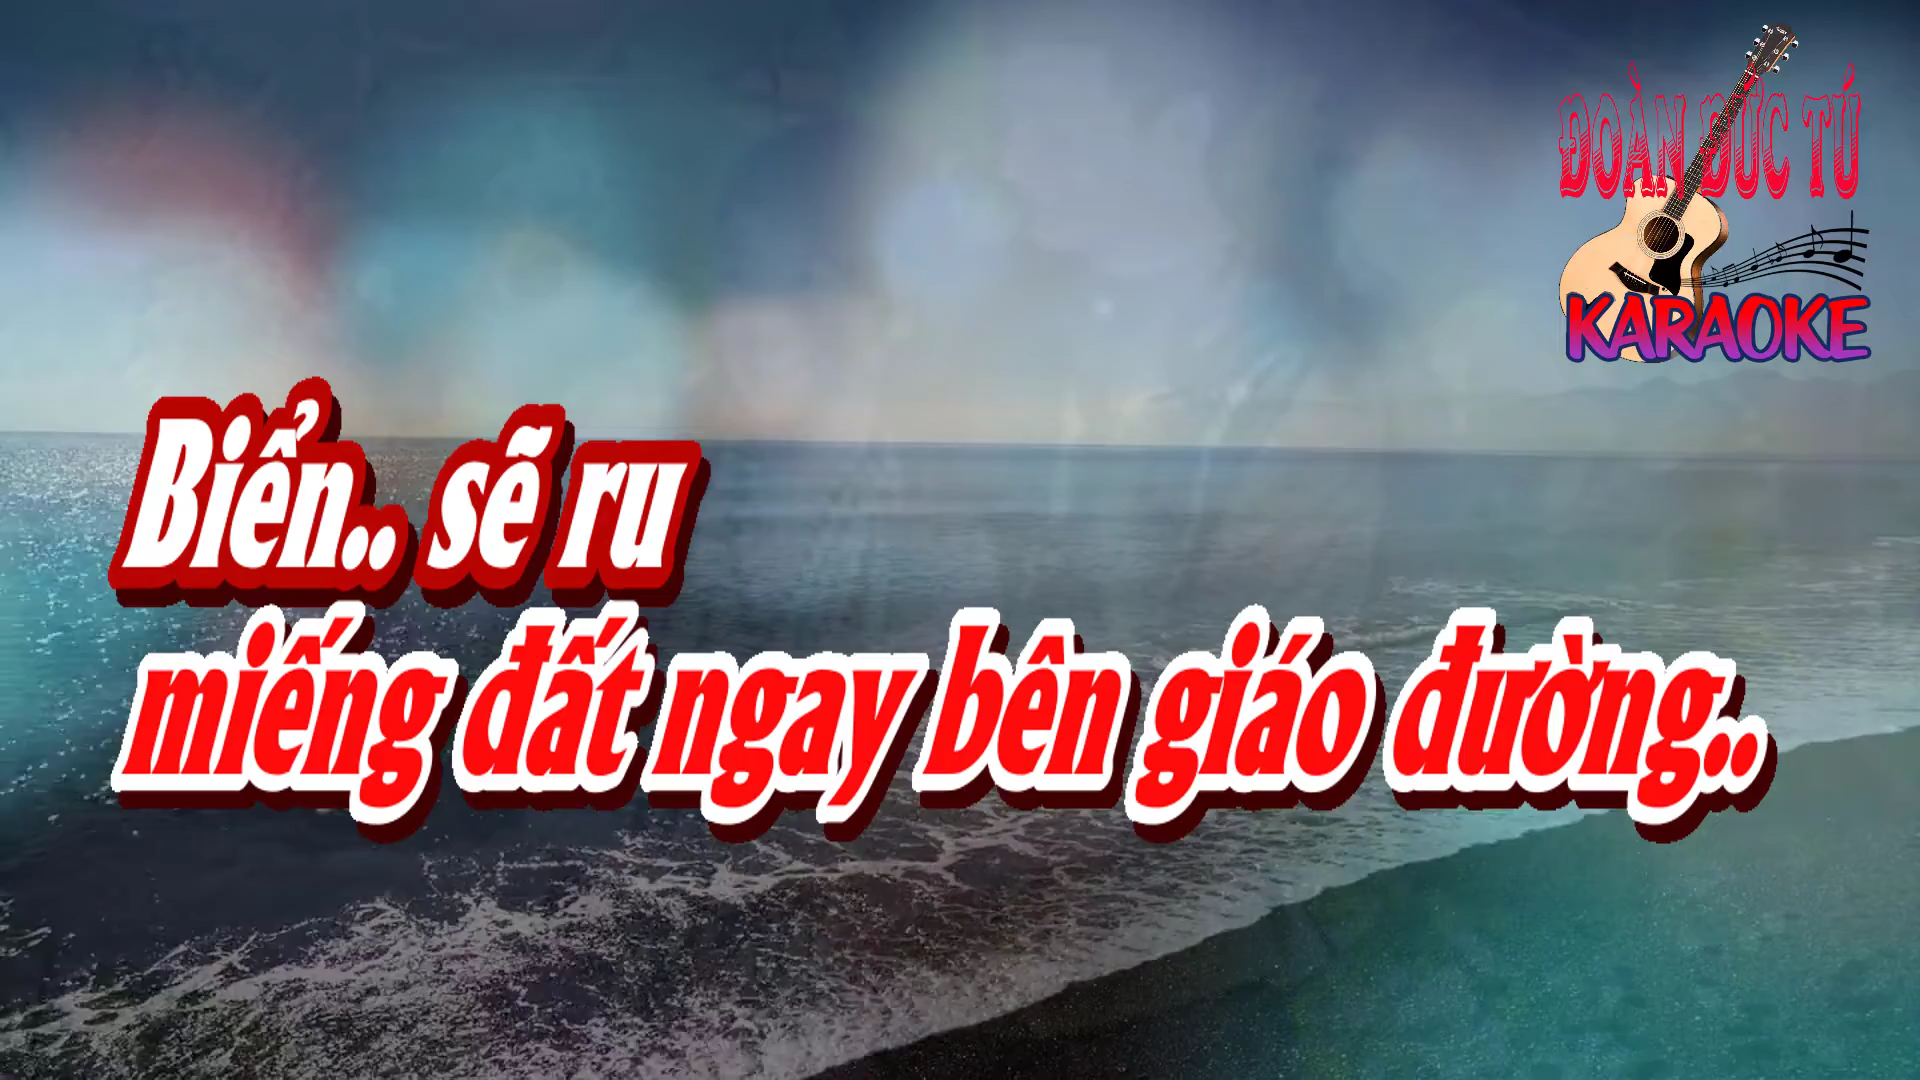 ĐOÀN ĐỨC TÚ
KARAOKE
Biển.. sẽ ru
miếng đất ngay bên giáo đường..